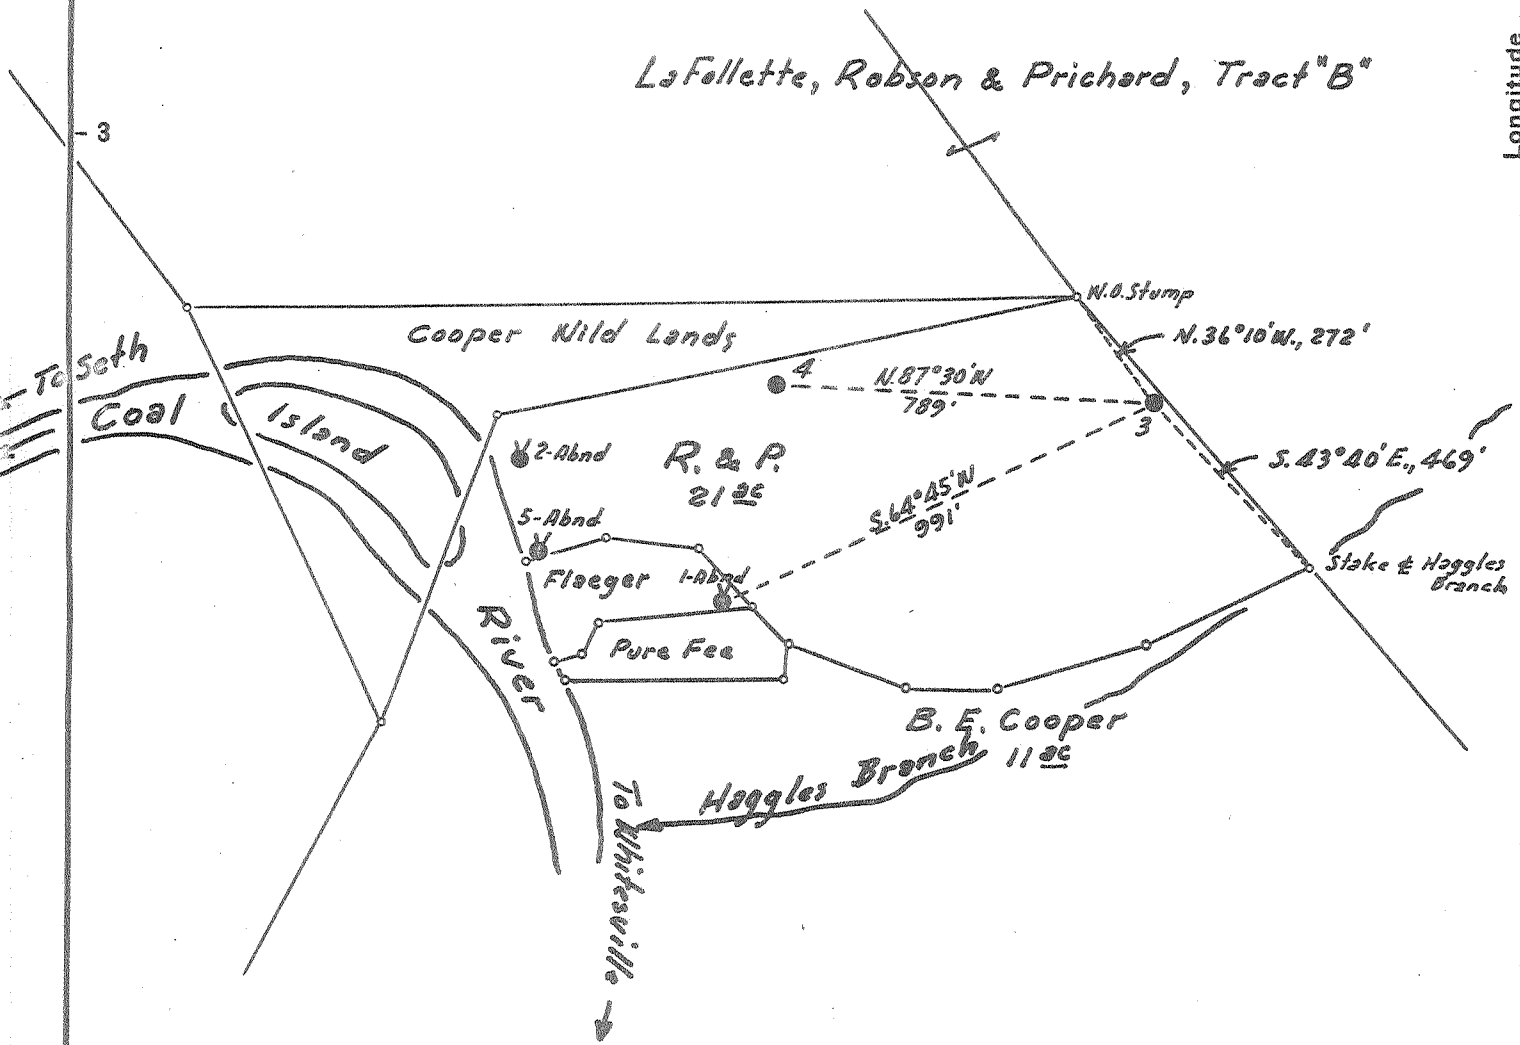 LaFollette, Robson & Prichard, Tract "B"
Longitude
- 3
W.O. Stump
N.36°10'W., 272'
Cooper Wild Lands
To Seth
4
N.87°30'W
789'
3
Coal
Island
2-Abnd
R. & P.
21 ac
S.43°40'E., 469'
S.64°45'W
991'
5-Abnd
Flaeger
1-Abnd
Stake & Haggles
Branch
River
Pure Fee
B. E. Cooper
11 ac
Haggles Branch
To Whitesville